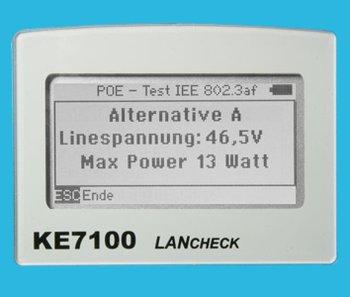 POE - Test IEE 802.3af
Alternative A
Linespannung: 46,5V
Max Power 13 Watt
ESC Ende
KE7100 LANCHECK